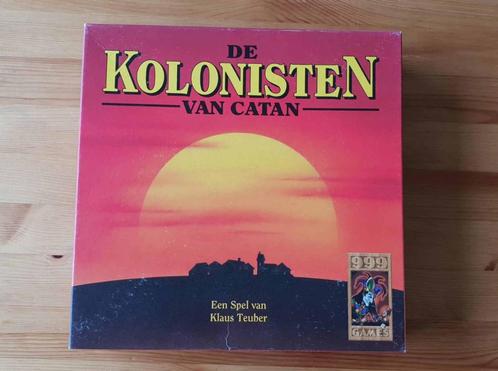 DE
KOLONISTEN
VAN CATAN
Een Spel van
Klaus Teuber
999
GAMES